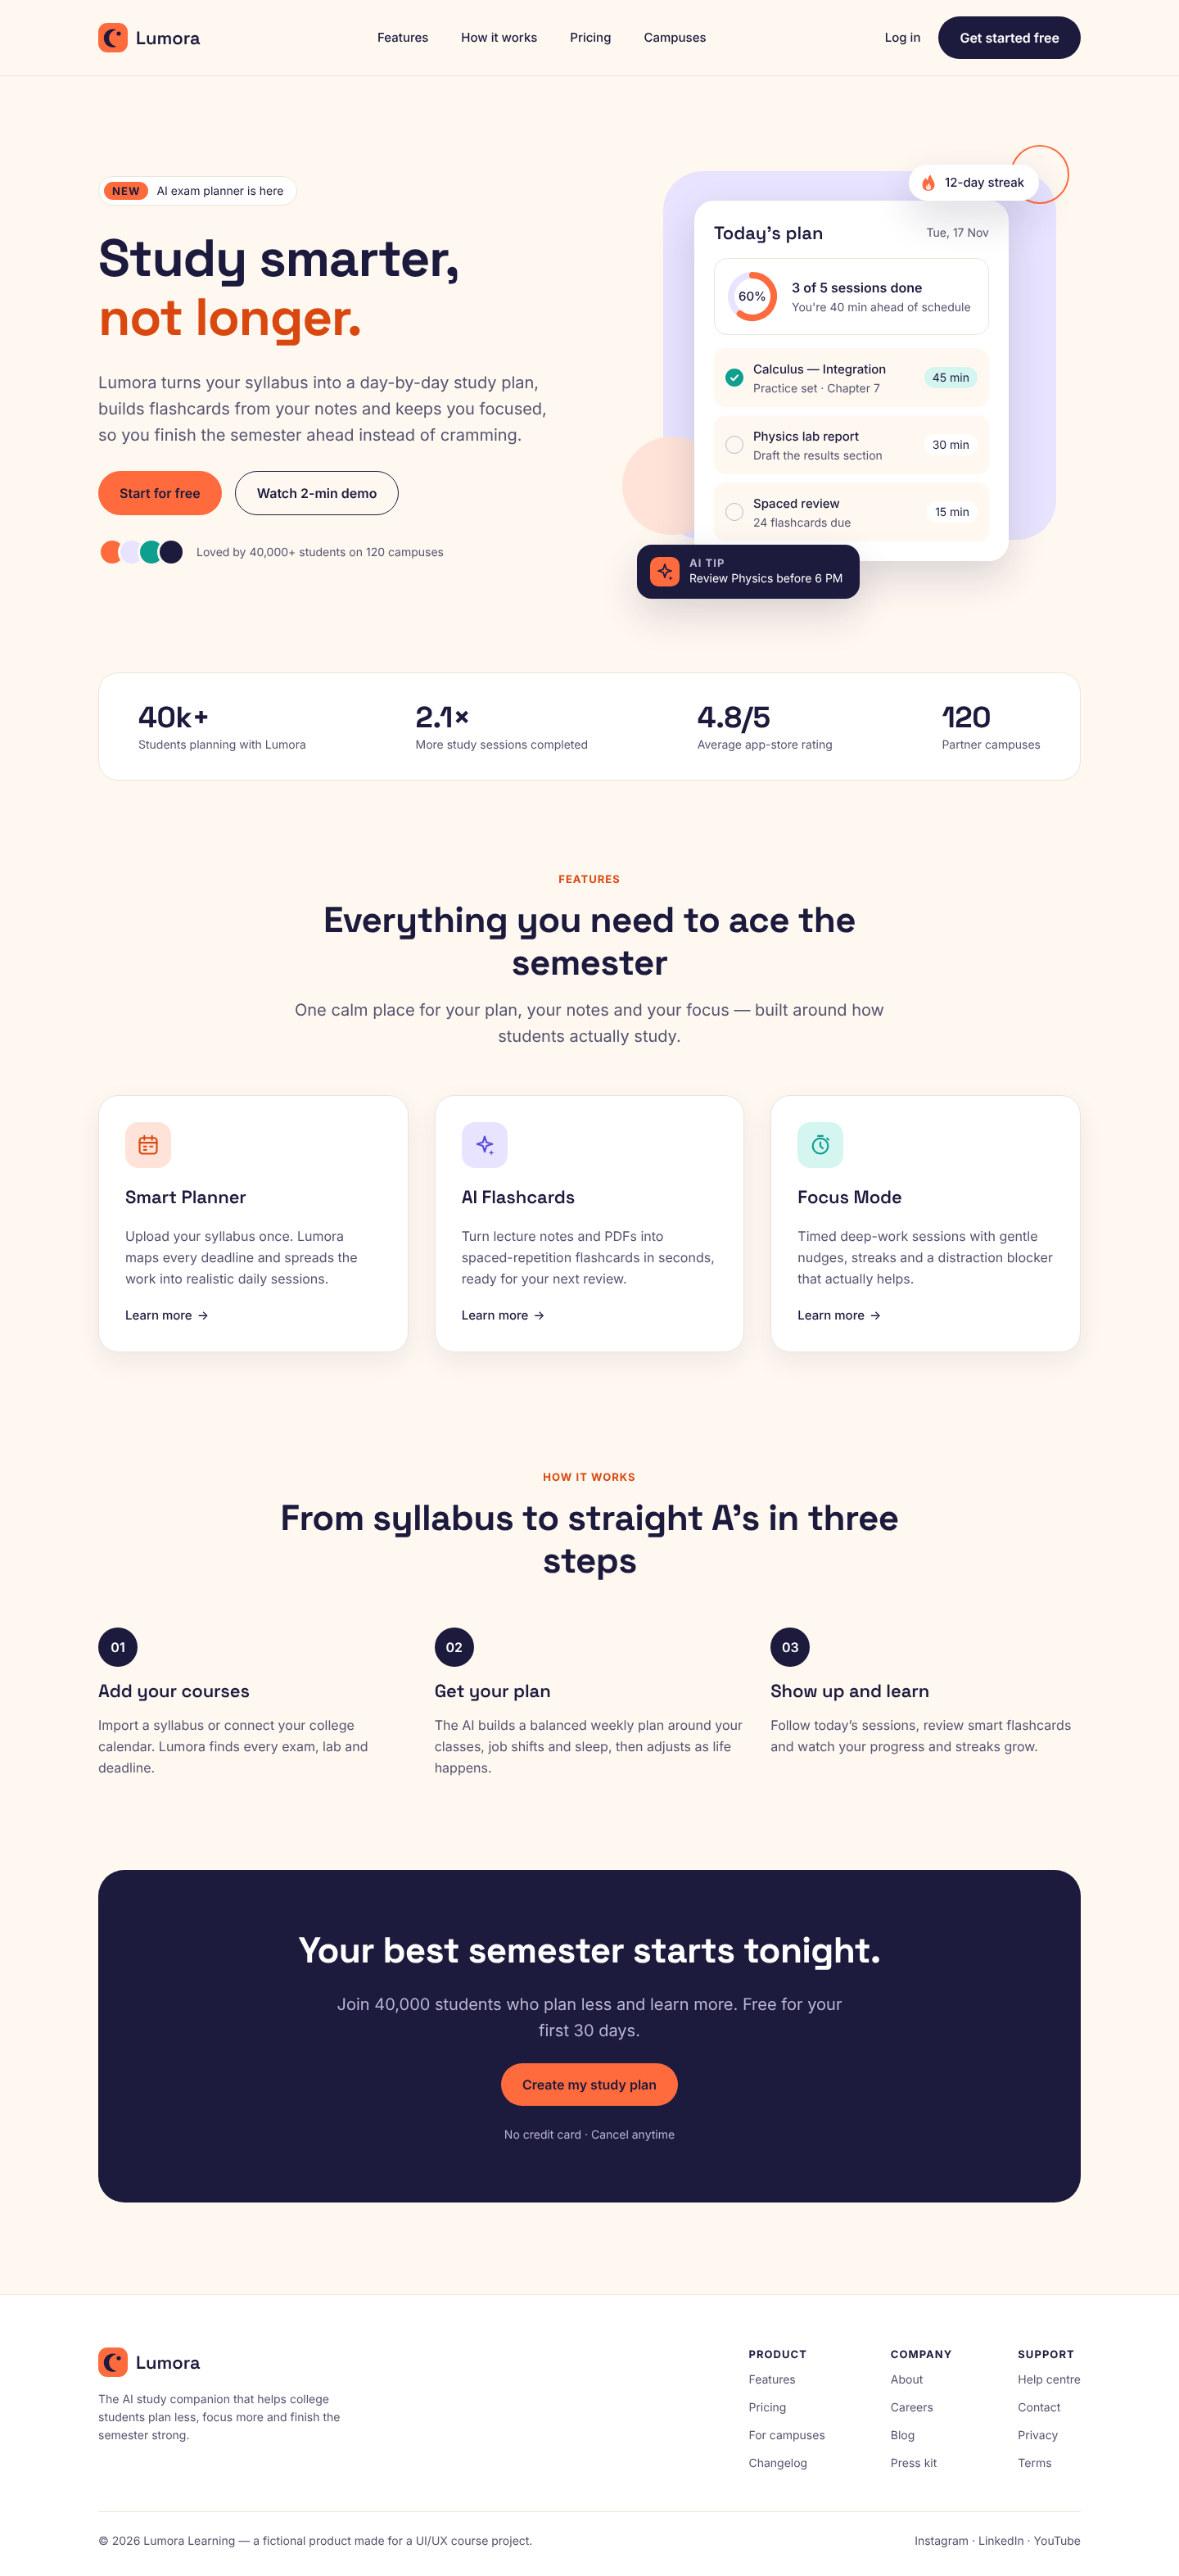 Lumora
Features
How it works
Pricing
Campuses
Log in
Get started free
NEW AI exam planner is here
Study smarter,
not longer.
Lumora turns your syllabus into a day-by-day study plan,
builds flashcards from your notes and keeps you focused,
so you finish the semester ahead instead of cramming.
Start for free
Watch 2-min demo
Loved by 40,000+ students on 120 campuses
12-day streak
Today’s plan
Tue, 17 Nov
60%
3 of 5 sessions done
You're 40 min ahead of schedule
Calculus — Integration
Practice set · Chapter 7
45 min
Physics lab report
Draft the results section
30 min
Spaced review
24 flashcards due
15 min
AI TIP
Review Physics before 6 PM
40k+
Students planning with Lumora
2.1×
More study sessions completed
4.8/5
Average app-store rating
120
Partner campuses
FEATURES
Everything you need to ace the
semester
One calm place for your plan, your notes and your focus — built around how
students actually study.
Smart Planner
Upload your syllabus once. Lumora
maps every deadline and spreads the
work into realistic daily sessions.
Learn more →
AI Flashcards
Turn lecture notes and PDFs into
spaced-repetition flashcards in seconds,
ready for your next review.
Learn more →
Focus Mode
Timed deep-work sessions with gentle
nudges, streaks and a distraction blocker
that actually helps.
Learn more →
HOW IT WORKS
From syllabus to straight A’s in three
steps
01
Add your courses
Import a syllabus or connect your college
calendar. Lumora finds every exam, lab and
deadline.
02
Get your plan
The AI builds a balanced weekly plan around your
classes, job shifts and sleep, then adjusts as life
happens.
03
Show up and learn
Follow today’s sessions, review smart flashcards
and watch your progress and streaks grow.
Your best semester starts tonight.
Join 40,000 students who plan less and learn more. Free for your
first 30 days.
Create my study plan
No credit card · Cancel anytime
Lumora
The AI study companion that helps college
students plan less, focus more and finish the
semester strong.
PRODUCT
Features
Pricing
For campuses
Changelog
COMPANY
About
Careers
Blog
Press kit
SUPPORT
Help centre
Contact
Privacy
Terms
© 2026 Lumora Learning — a fictional product made for a UI/UX course project.
Instagram · LinkedIn · YouTube